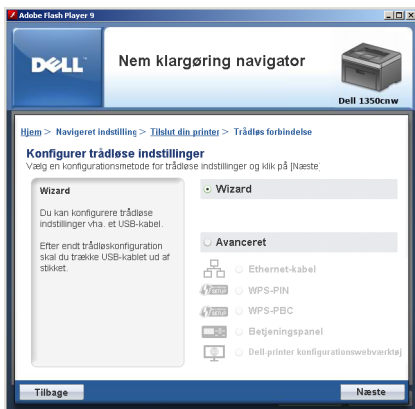 Adobe Flash Player 9
DELL
Nem klargøring navigator
Dell 1350cnw
Hjem > Navigeret indstilling > Tilslut din printer > Trådløs forbindelse
Konfigurer trådløse indstillinger
Vælg en konfigurationsmetode for trådløse indstillinger og klik på [Næste]
Wizard
Du kan konfigurere trådløse
indstillinger vha. et USB-kabel.
Efter endt trådløskonfiguration
skal du trække USB-kablet ud af
stikket.
Wizard
Avanceret
Ethernet-kabel
SETUP
WPS-PIN
SETUP
WPS-PBC
Betjeningspanel
Dell-printer konfigurationswebværktøj
Tilbage
Næste